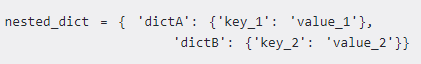 nested_dict = { 'dictA': {'key_1': 'value_1'},
'dictB': {'key_2': 'value_2'}}